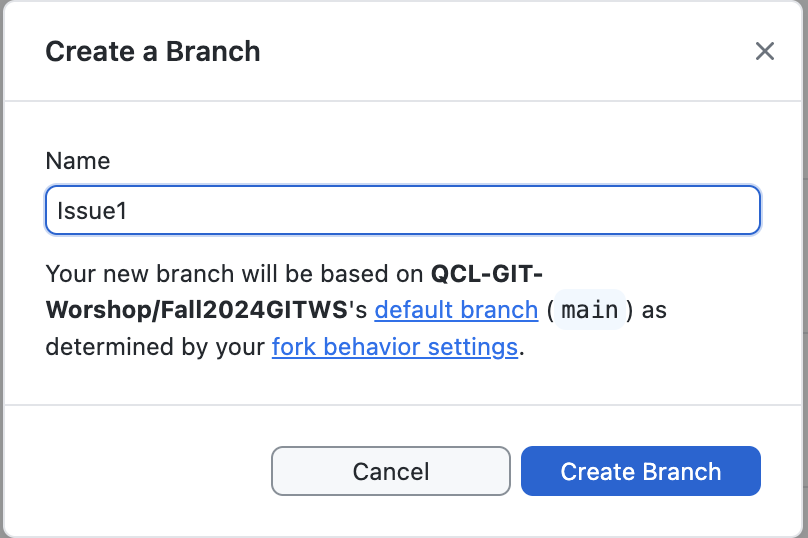 Create a Branch
Name
Issue1
Your new branch will be based on QCL-GIT-
Worshop/Fall2024GITWS's default branch (main) as
determined by your fork behavior settings.
Cancel
Create Branch